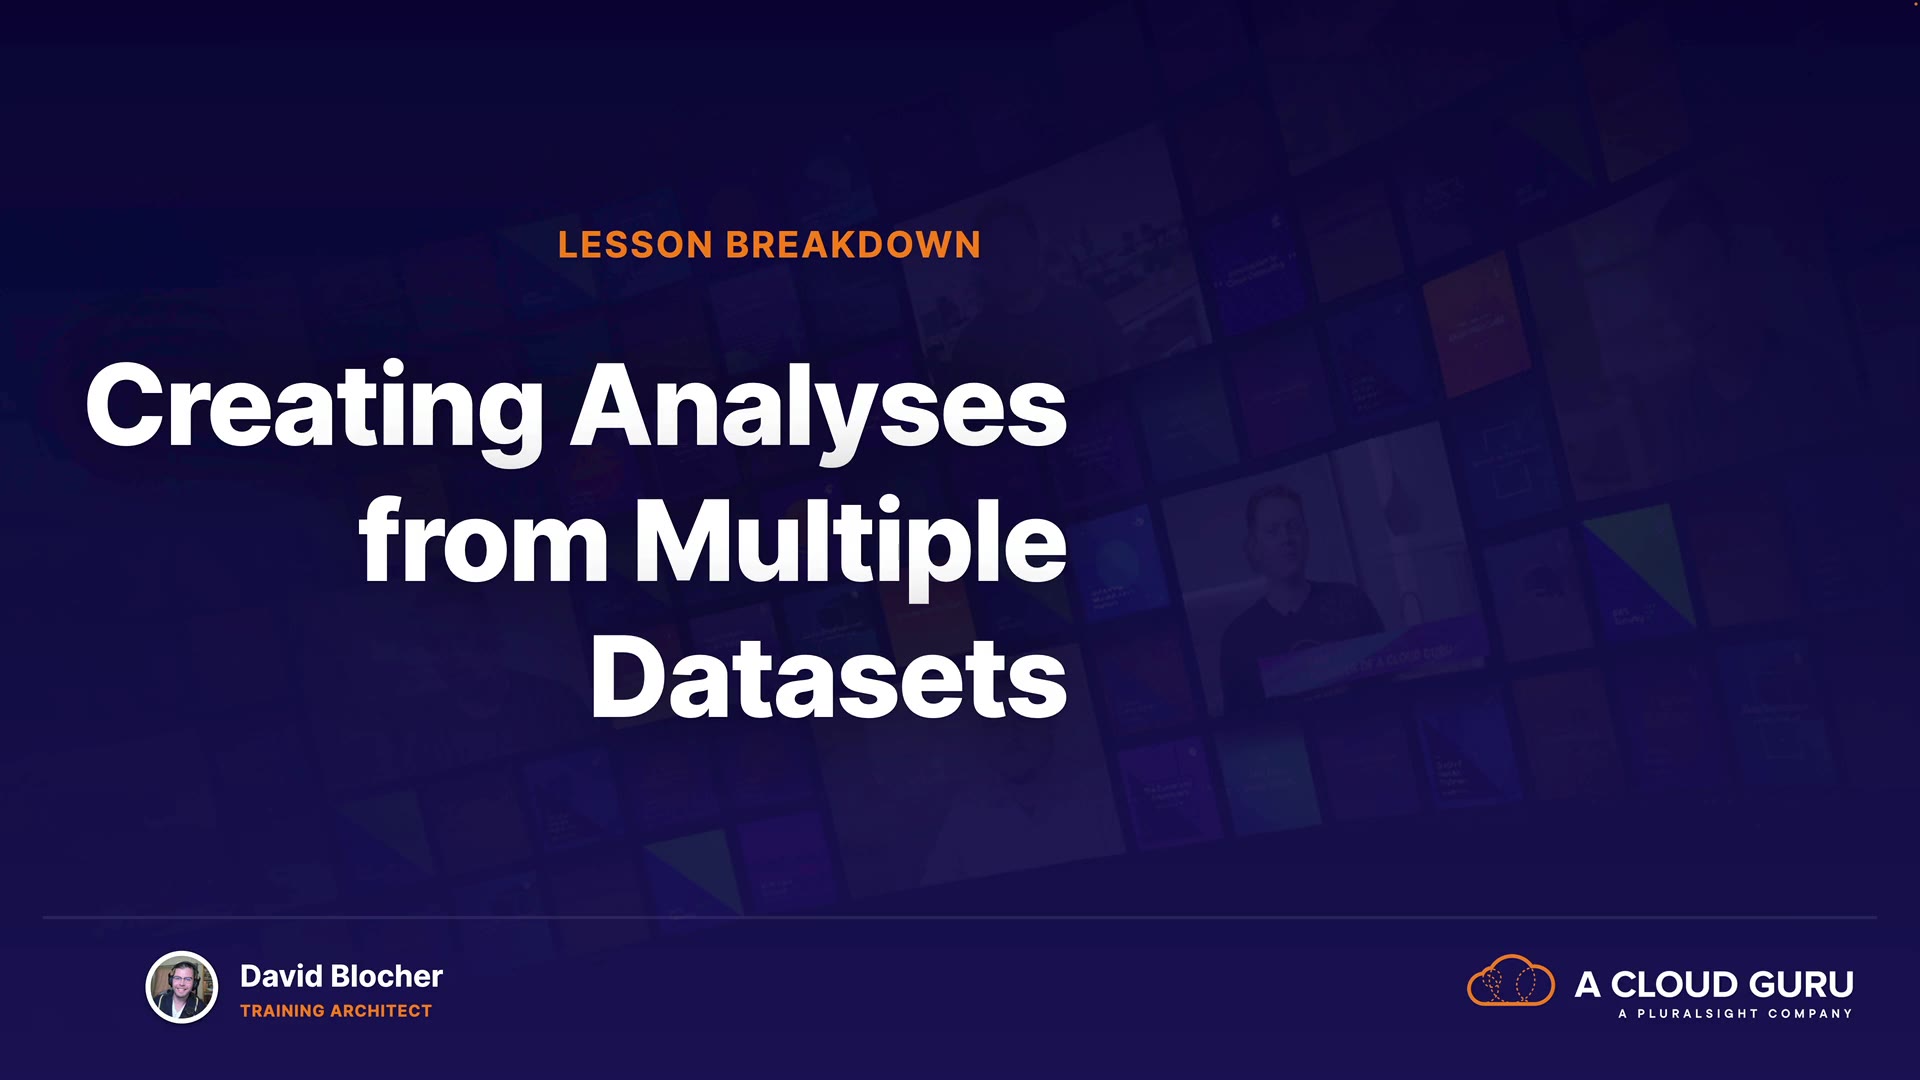 LESSON BREAKDOWN
Creating Analyses
from Multiple
Datasets
David Blocher
TRAINING ARCHITECT
A CLOUD GURU
A PLURALSIGHT COMPANY